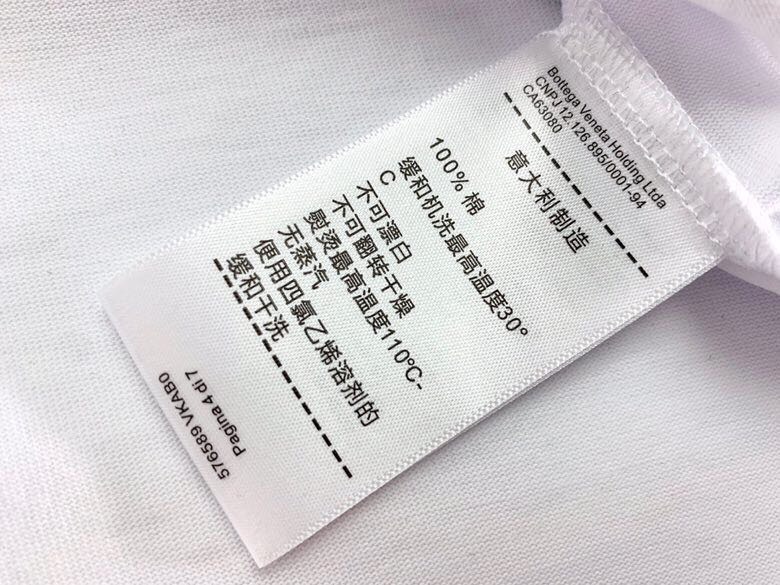 Bottega Veneta Holding Ltda
CNPJ 12.126.895/0001-94
CA63080
意大利制造
100% 棉
缓和机洗最高温度30°
C
不可漂白
不可翻转干燥
熨烫最高温度110°C-
无蒸汽
使用四氯乙烯溶剂的
缓和干洗
576589 VKAB0
Pagina 4 di 7